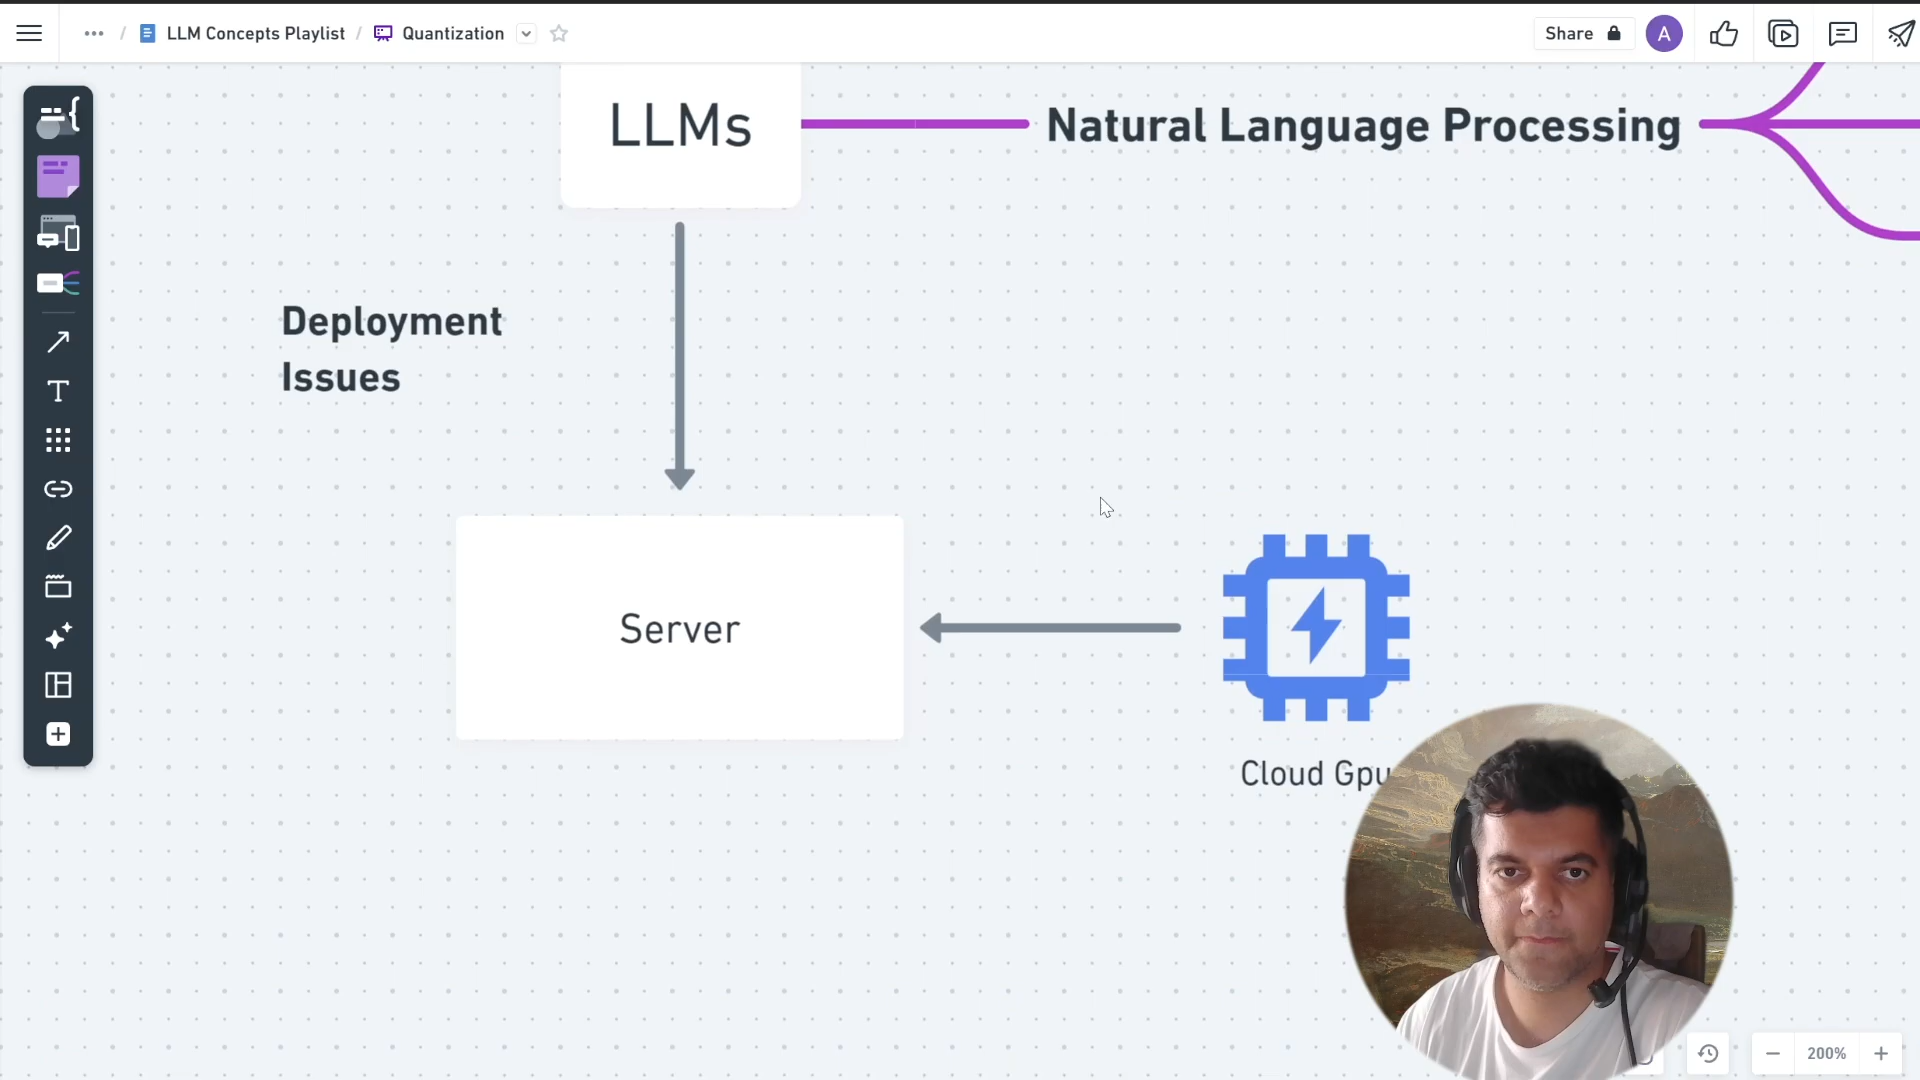 LLM Concepts Playlist / Quantization
Share
A
LLMs
Natural Language Processing
Deployment
Issues
Server
Cloud Gpu
200%